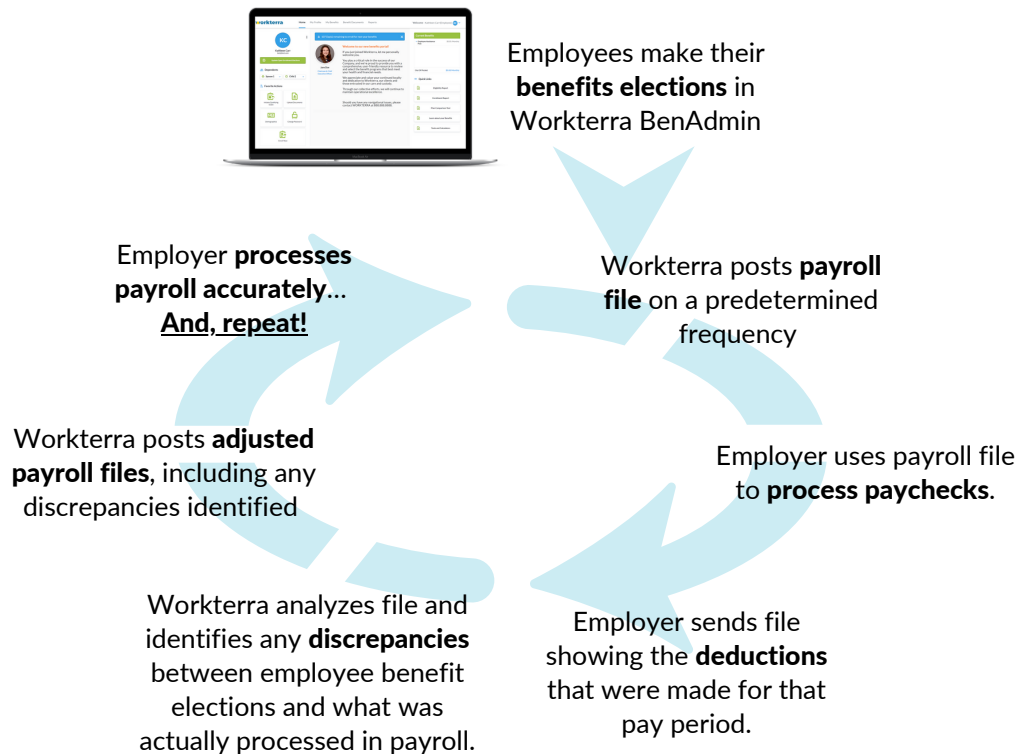 workterra
KC
Employees make their
benefits elections in
Workterra BenAdmin
Workterra posts payroll
file on a predetermined
frequency
Employer uses payroll file
to process paychecks.
Employer sends file
showing the deductions
that were made for that
pay period.
Workterra analyzes file and
identifies any discrepancies
between employee benefit
elections and what was
actually processed in payroll.
Workterra posts adjusted
payroll files, including any
discrepancies identified
Employer processes
payroll accurately...
And, repeat!